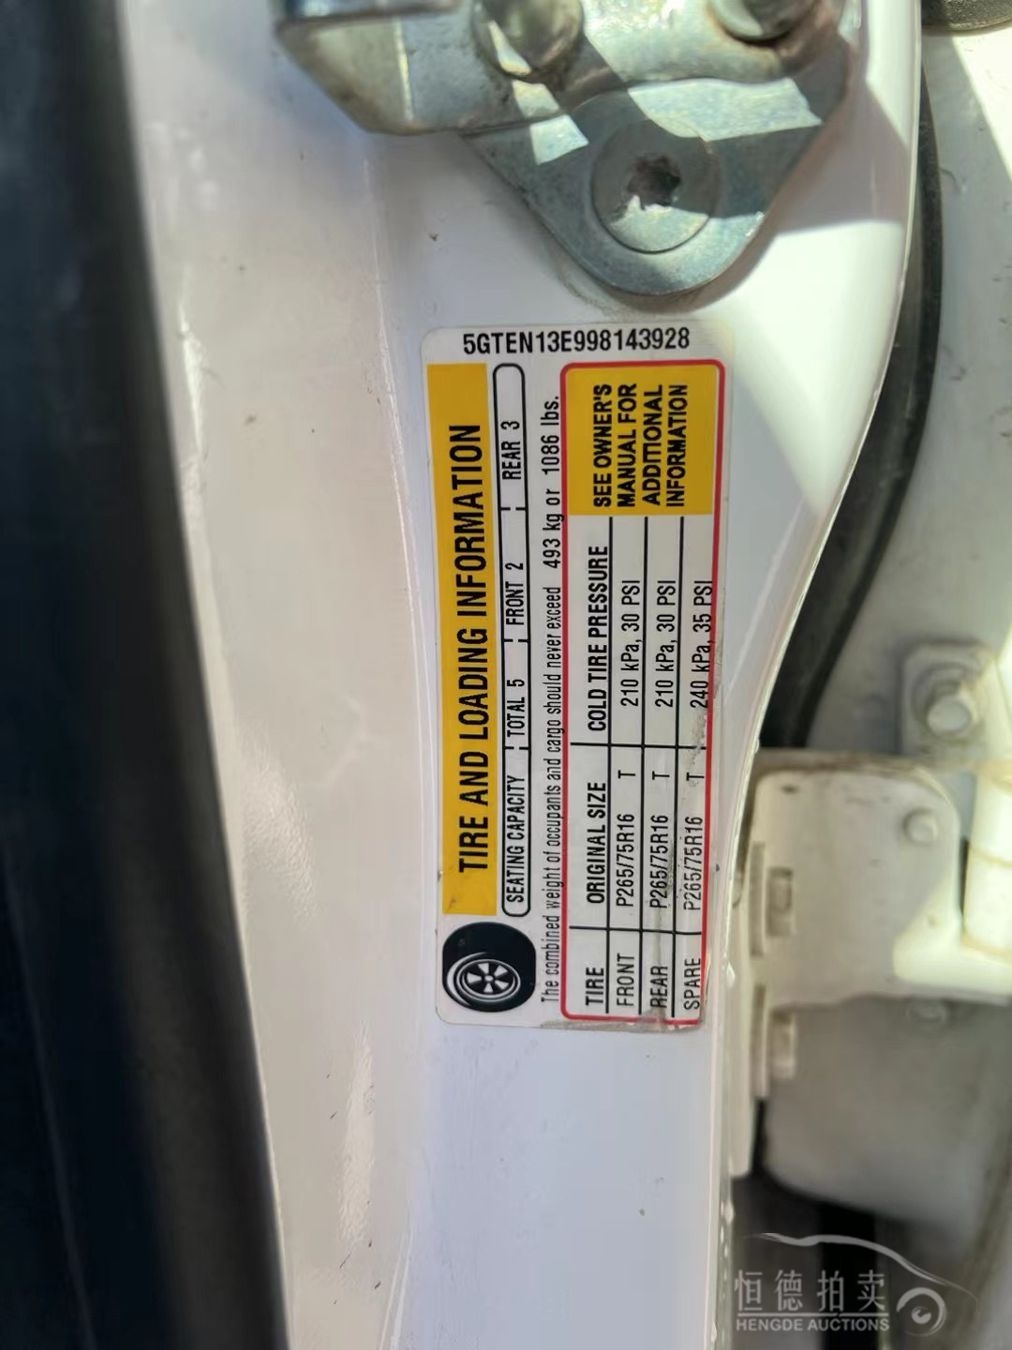 5GTEN13E998143928
TIRE AND LOADING INFORMATION
SEATING CAPACITY TOTAL 5 FRONT 2 REAR 3
The combined weight of occupants and cargo should never exceed 493 kg or 1086 lbs.
TIRE ORIGINAL SIZE COLD TIRE PRESSURE
FRONT P265/75R16 T 210 kPa, 30 PSI
REAR P265/75R16 T 210 kPa, 30 PSI
SPARE P265/75R16 T 240 kPa, 35 PSI
SEE OWNER'S
MANUAL FOR
ADDITIONAL
INFORMATION
恒德拍卖
HENGDE AUCTIONS